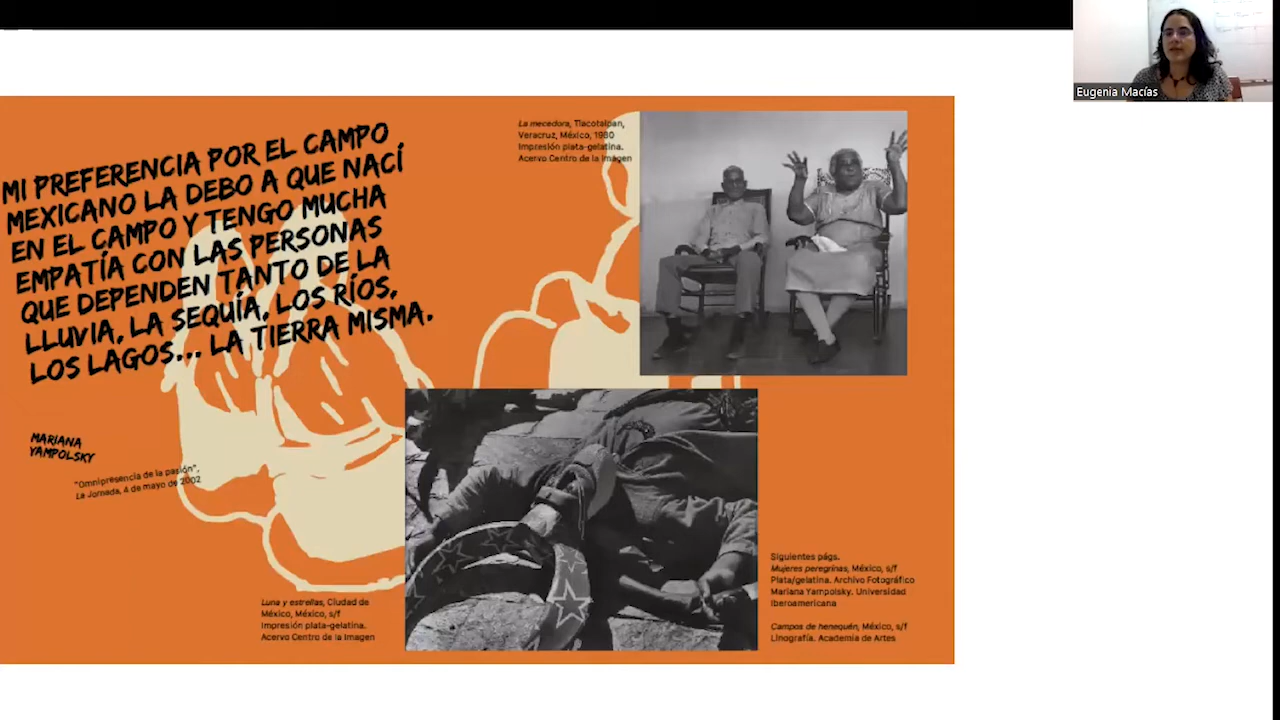 Eugenia Macías
MI PREFERENCIA POR EL CAMPO
MEXICANO LA DEBO A QUE NACÍ
EN EL CAMPO Y TENGO MUCHA
EMPATÍA CON LAS PERSONAS
QUE DEPENDEN TANTO DE LA
LLUVIA, LA SEQUÍA, LOS RÍOS,
LOS LAGOS... LA TIERRA MISMA.
MARIANA
YAMPOLSKY
"Omnipresencia de la pasión",
La Jornada, 4 de mayo de 2002
La mecedora, Tlacotalpan,
Veracruz, México, 1980
Impresión plata-gelatina.
Acervo Centro de la Imagen
Luna y estrellas, Ciudad de
México, México, s/f
Impresión plata-gelatina.
Acervo Centro de la Imagen
Siguientes págs.
Mujeres peregrinas, México, s/f
Plata/gelatina. Archivo Fotográfico
Mariana Yampolsky. Universidad
Iberoamericana
Campos de henequén, México, s/f
Linografía. Academia de Artes